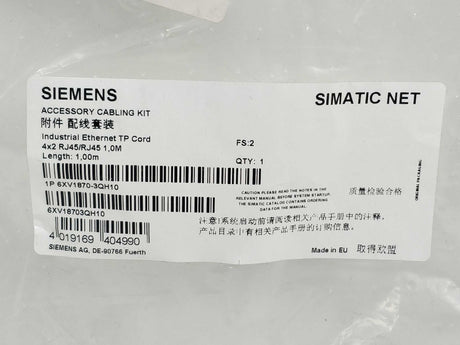 SIEMENS
SIMATIC NET
ACCESSORY CABLING KIT
附件 配线套装
Industrial Ethernet TP Cord
4x2 RJ45/RJ45 1,0M
Length: 1,00m
FS:2
QTY: 1
1P 6XV1870-3QH10
6XV18703QH10
CAUTION! PLEASE READ THE NOTES IN THE
RELEVANT MANUAL BEFORE SYSTEM STARTUP.
THE SIMATIC CATALOG CONTAINS ORDERING
DATA FOR THE MANUAL.
质量检验合格
ORIGINAL PACKAGING
注意!系统启动前请阅读相关产品手册中的注释。
产品目录中有相关产品手册的订购信息。
4 019169 404990
SIEMENS AG, DE-90766 Fuerth
Made in EU
取得欧盟